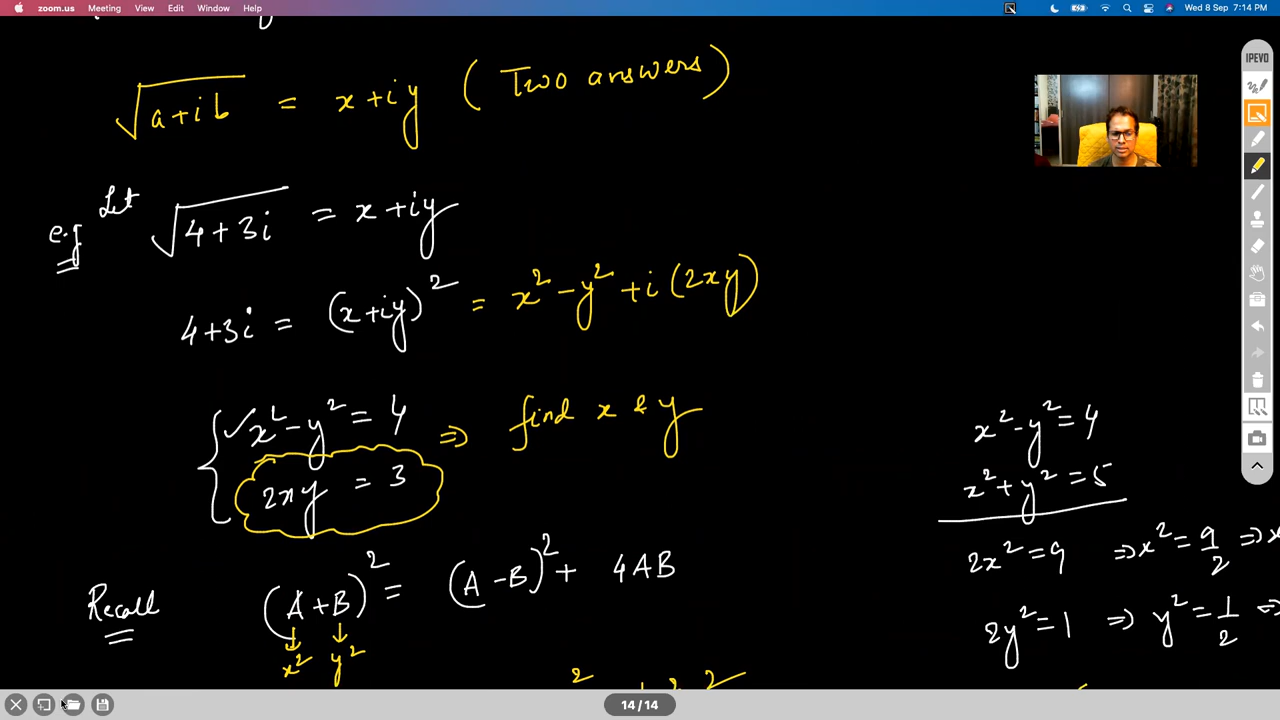 zoom.us Meeting View Edit Window Help Wed 8 Sep 7:14 PM
IPEVO
√(a+ib) = x+iy (Two answers)
e.g Let √(4+3i) = x+iy
4+3i = (x+iy)² = x²-y²+i(2xy)
x²-y²=4 ⇒ find x & y
2xy = 3
Recall (A+B)² = (A-B)²+ 4AB
x² y²
x²-y²=4
x²+y²=5
2x²=9 ⇒x²=9/2 ⇒x
2y²=1 ⇒ y²=1/2 ⇒
14/14